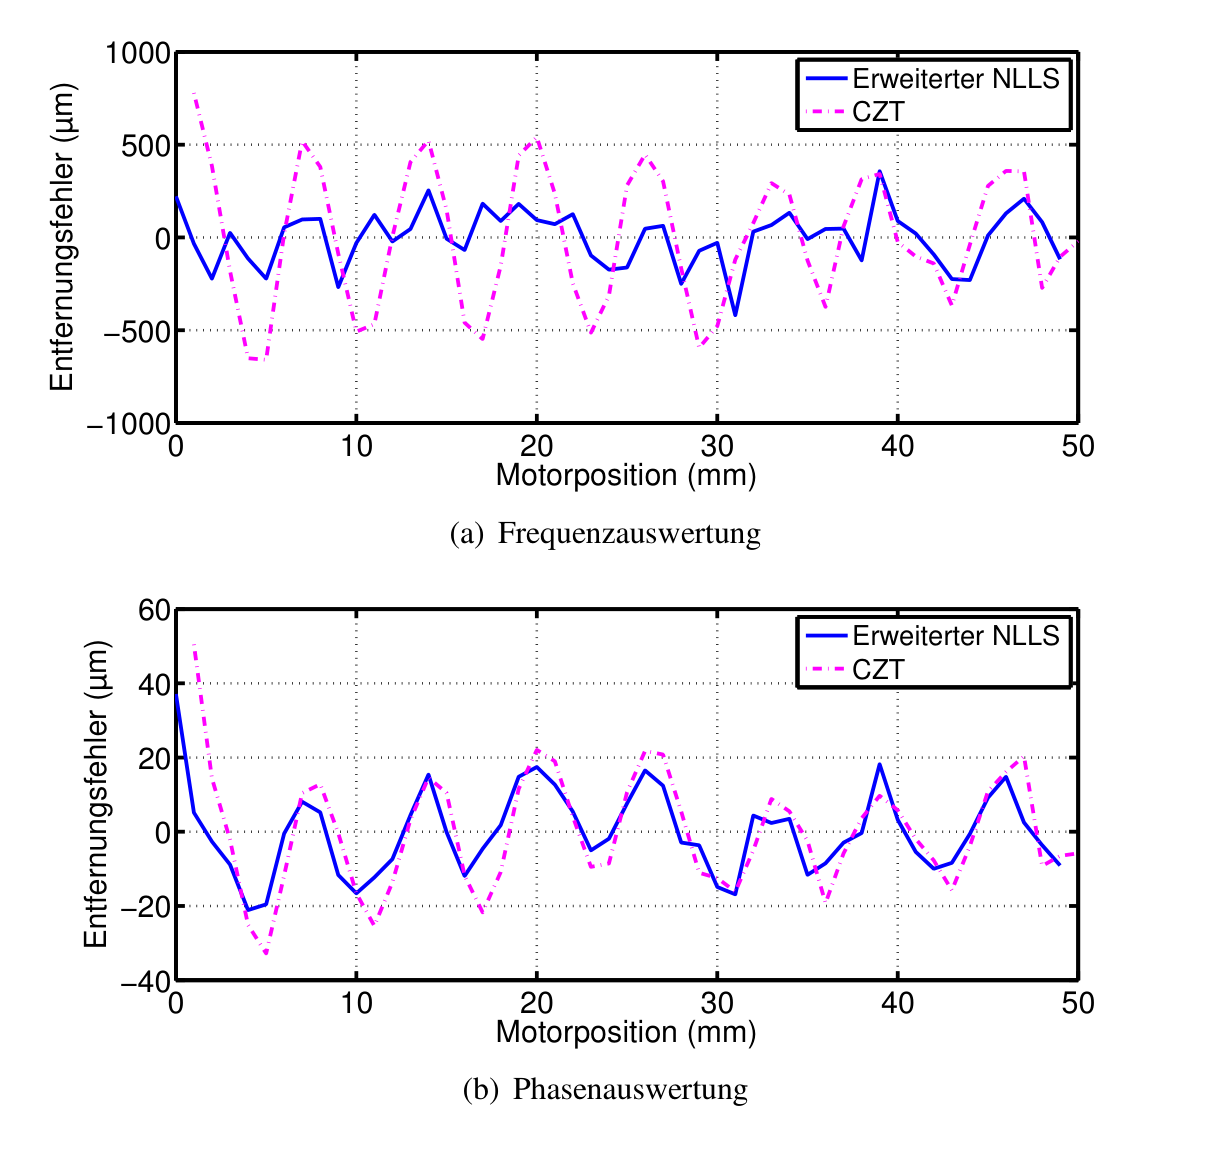 1000
500
0
−500
−1000
Entfernungsfehler (µm)
Erweiterter NLLS
CZT
0 10 20 30 40 50
Motorposition (mm)
(a) Frequenzauswertung
60
40
20
0
−20
−40
Entfernungsfehler (µm)
Erweiterter NLLS
CZT
0 10 20 30 40 50
Motorposition (mm)
(b) Phasenauswertung